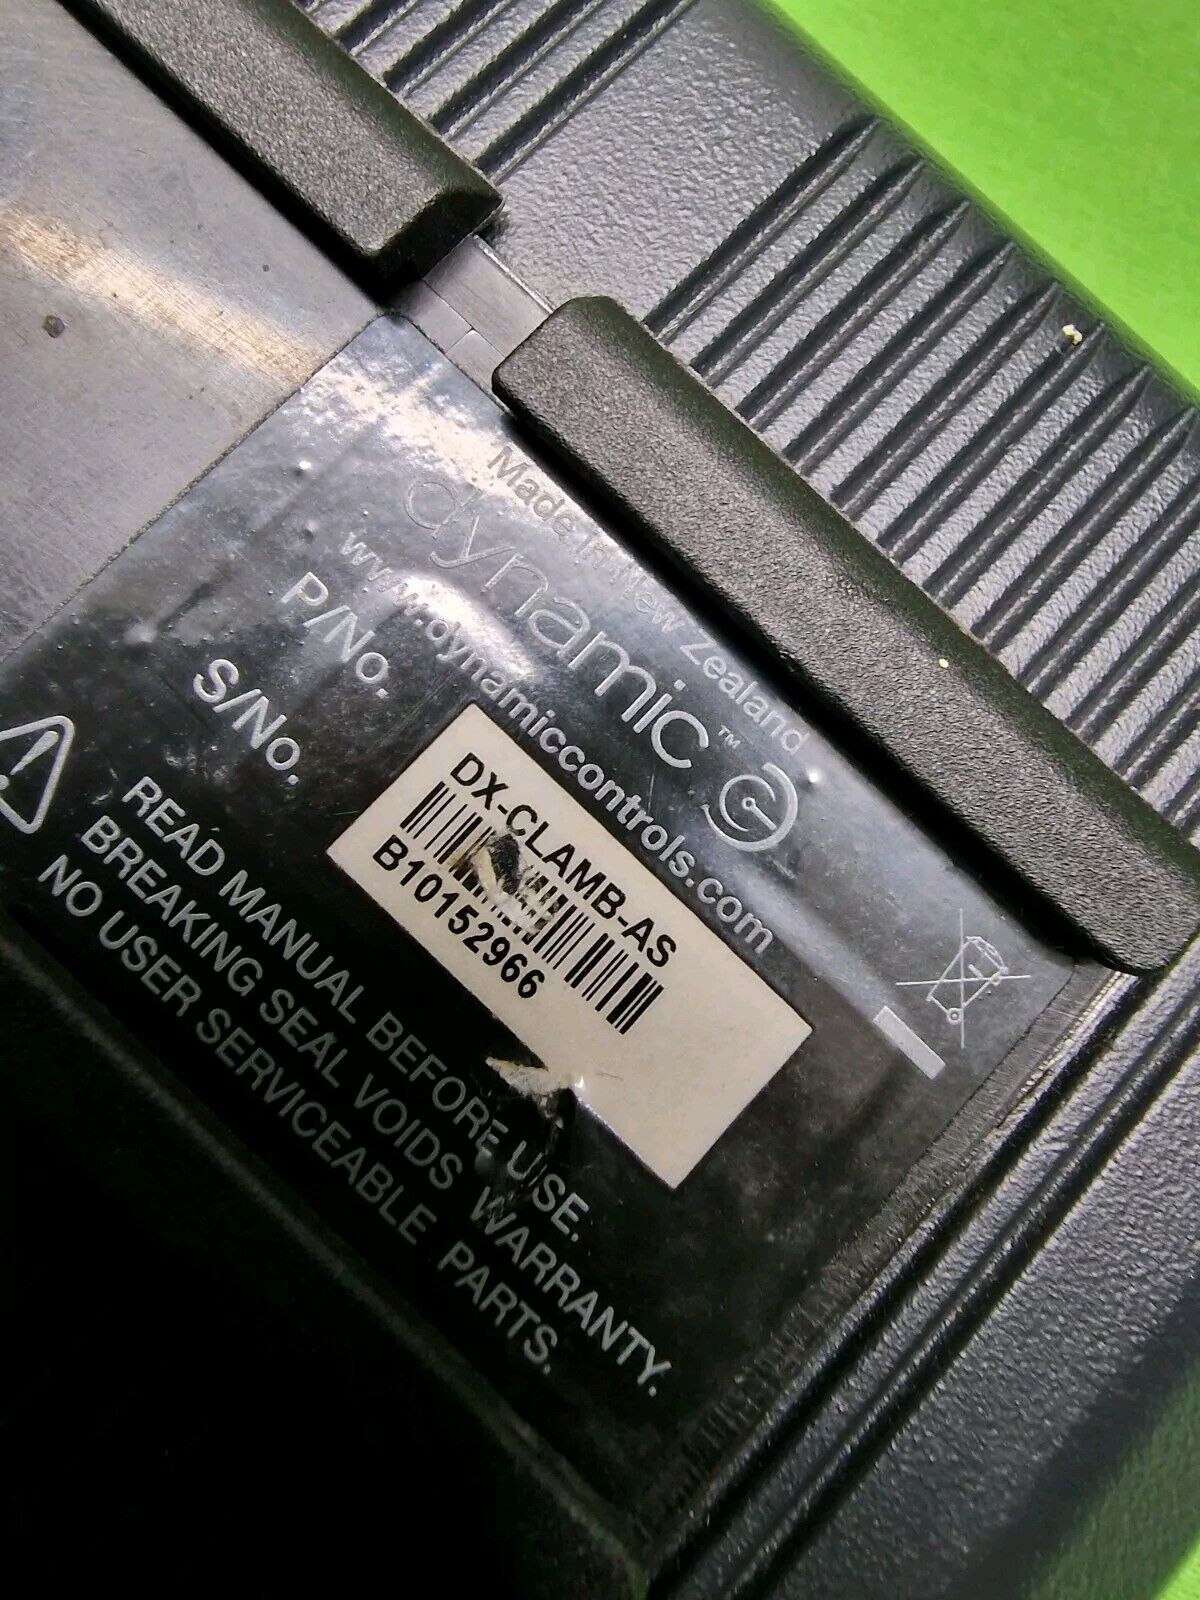 Made in New Zealand
dynamic™
www.dynamiccontrols.com
P/No. DX-CLAMB-AS
S/No. B10152966
READ MANUAL BEFORE USE.
BREAKING SEAL VOIDS WARRANTY.
NO USER SERVICEABLE PARTS.